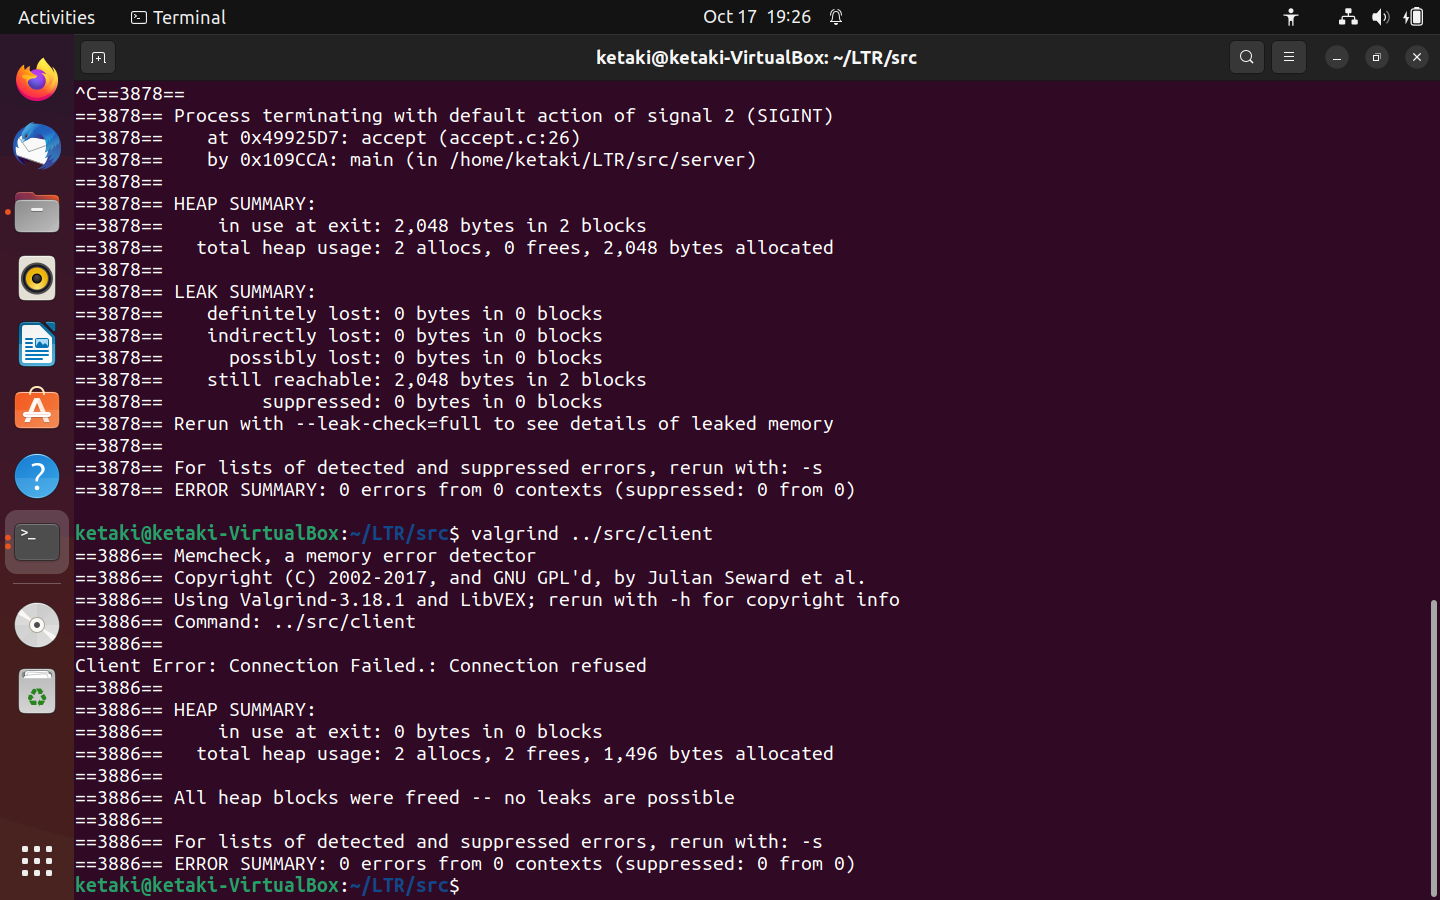 Activities
Terminal
Oct 17 19:26
ketaki@ketaki-VirtualBox: ~/LTR/src
^C==3878==
==3878== Process terminating with default action of signal 2 (SIGINT)
==3878==    at 0x49925D7: accept (accept.c:26)
==3878==    by 0x109CCA: main (in /home/ketaki/LTR/src/server)
==3878==
==3878== HEAP SUMMARY:
==3878==     in use at exit: 2,048 bytes in 2 blocks
==3878==   total heap usage: 2 allocs, 0 frees, 2,048 bytes allocated
==3878==
==3878== LEAK SUMMARY:
==3878==    definitely lost: 0 bytes in 0 blocks
==3878==    indirectly lost: 0 bytes in 0 blocks
==3878==      possibly lost: 0 bytes in 0 blocks
==3878==    still reachable: 2,048 bytes in 2 blocks
==3878==         suppressed: 0 bytes in 0 blocks
==3878== Rerun with --leak-check=full to see details of leaked memory
==3878==
==3878== For lists of detected and suppressed errors, rerun with: -s
==3878== ERROR SUMMARY: 0 errors from 0 contexts (suppressed: 0 from 0)
ketaki@ketaki-VirtualBox:~/LTR/src$ valgrind ../src/client
==3886== Memcheck, a memory error detector
==3886== Copyright (C) 2002-2017, and GNU GPL'd, by Julian Seward et al.
==3886== Using Valgrind-3.18.1 and LibVEX; rerun with -h for copyright info
==3886== Command: ../src/client
==3886==
Client Error: Connection Failed.: Connection refused
==3886==
==3886== HEAP SUMMARY:
==3886==     in use at exit: 0 bytes in 0 blocks
==3886==   total heap usage: 2 allocs, 2 frees, 1,496 bytes allocated
==3886==
==3886== All heap blocks were freed -- no leaks are possible
==3886==
==3886== For lists of detected and suppressed errors, rerun with: -s
==3886== ERROR SUMMARY: 0 errors from 0 contexts (suppressed: 0 from 0)
ketaki@ketaki-VirtualBox:~/LTR/src$